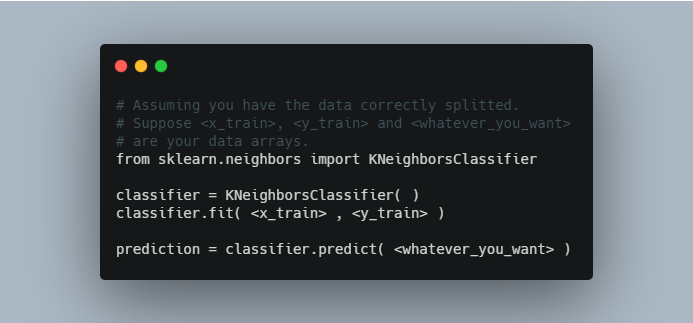 # Assuming you have the data correctly splitted.
# Suppose <x_train>, <y_train> and <whatever_you_want>
# are your data arrays.
from sklearn.neighbors import KNeighborsClassifier
classifier = KNeighborsClassifier( )
classifier.fit( <x_train> , <y_train> )
prediction = classifier.predict( <whatever_you_want> )